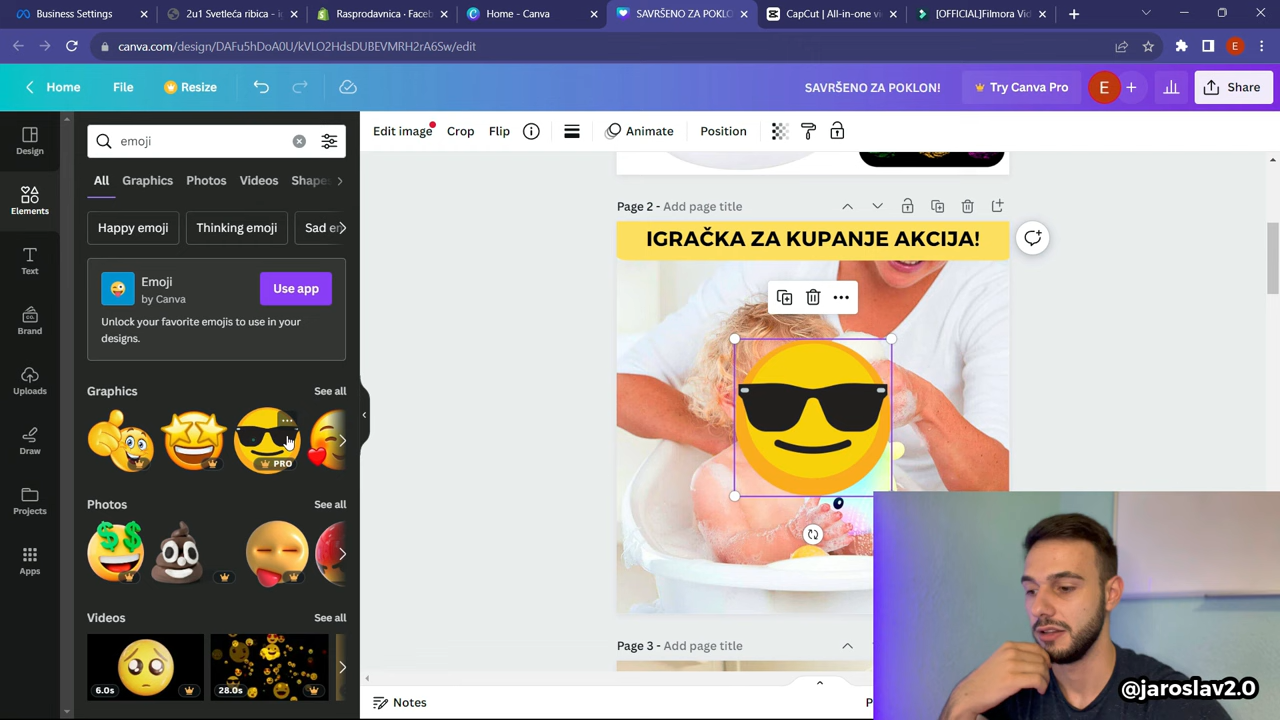 Business Settings
2u1 Svetleća ribica - i
Rasprodavnica · Faceb
Home - Canva
SAVRŠENO ZA POKLO
CapCut | All-in-one v
[OFFICIAL]Filmora Vi
canva.com/design/DAFu5hDoA0U/kVLO2HdsDUBEVMRH2rA6Sw/edit
E
Home
File
Resize
SAVRŠENO ZA POKLON!
E
Try Canva Pro
Share
Design
Elements
Text
Brand
Uploads
Draw
Projects
Apps
emoji
All
Graphics
Photos
Videos
Shapes
Happy emoji
Thinking emoji
Sad e
Emoji
by Canva
Use app
Unlock your favorite emojis to use in your
designs.
Graphics
See all
PRO
Photos
See all
Videos
See all
6.0s
28.0s
Edit image
Crop
Flip
Animate
Position
Page 2 - Add page title
IGRAČKA ZA KUPANJE AKCIJA!
Page 3 - Add page title
Notes
P
@jaroslav2.0